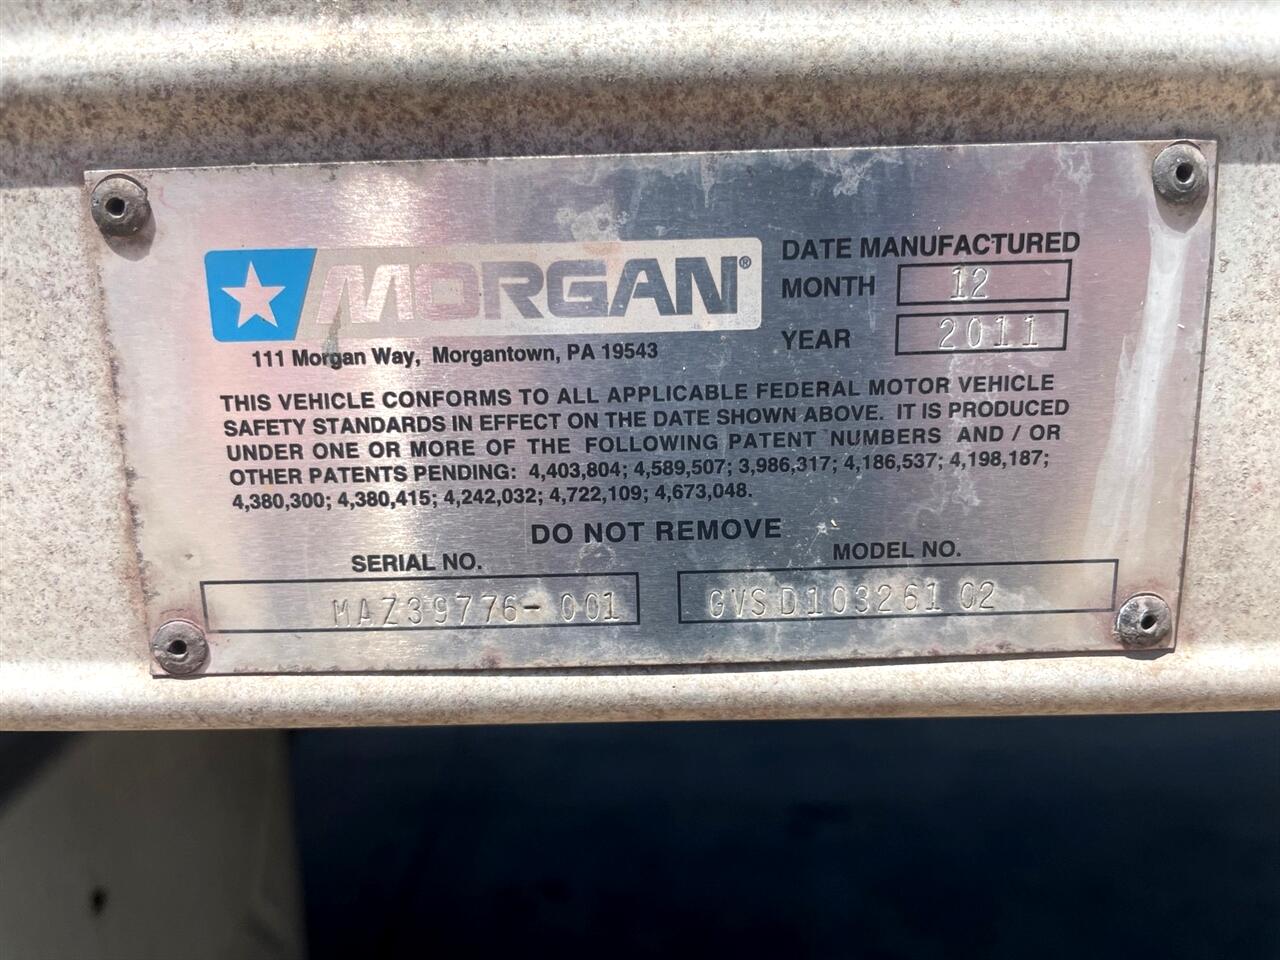 MORGAN®
111 Morgan Way, Morgantown, PA 19543
DATE MANUFACTURED
MONTH 12
YEAR 2011
THIS VEHICLE CONFORMS TO ALL APPLICABLE FEDERAL MOTOR VEHICLE
SAFETY STANDARDS IN EFFECT ON THE DATE SHOWN ABOVE. IT IS PRODUCED
UNDER ONE OR MORE OF THE FOLLOWING PATENT NUMBERS AND / OR
OTHER PATENTS PENDING: 4,403,804; 4,589,507; 3,986,317; 4,186,537; 4,198,187;
4,380,300; 4,380,415; 4,242,032; 4,722,109; 4,673,048.
DO NOT REMOVE
SERIAL NO.
MAZ39776-001
MODEL NO.
GVSD10326102